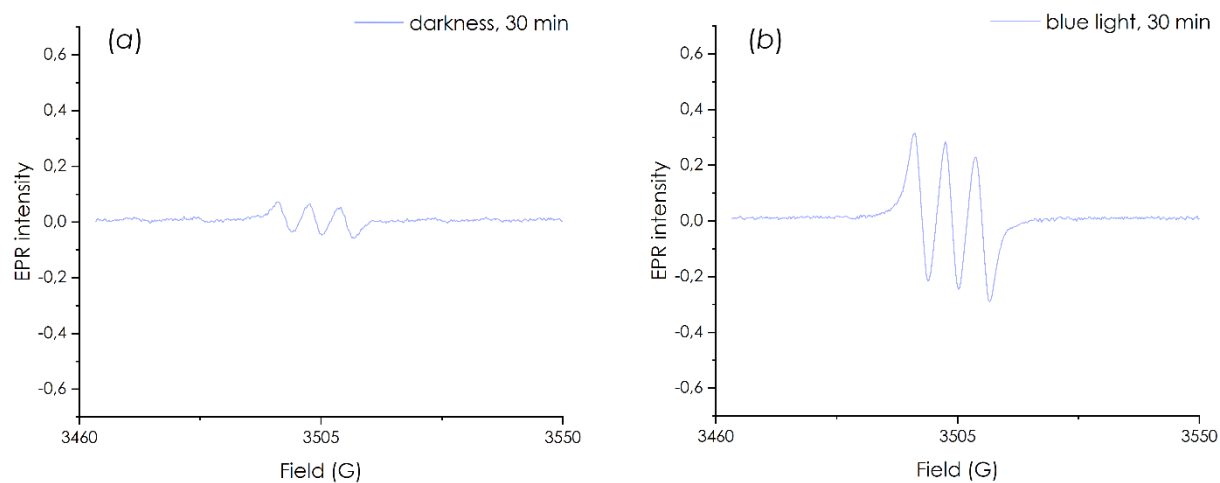 (a)
darkness, 30 min
0,6
0,4
0,2
0,0
-0,2
-0,4
-0,6
EPR intensity
3460
3505
3550
Field (G)
(b)
blue light, 30 min
0,6
0,4
0,2
0,0
-0,2
-0,4
-0,6
EPR intensity
3460
3505
3550
Field (G)